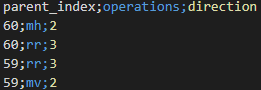 parent_index;operations;direction
60;mh;2
60;rr;3
59;rr;3
59;mv;2